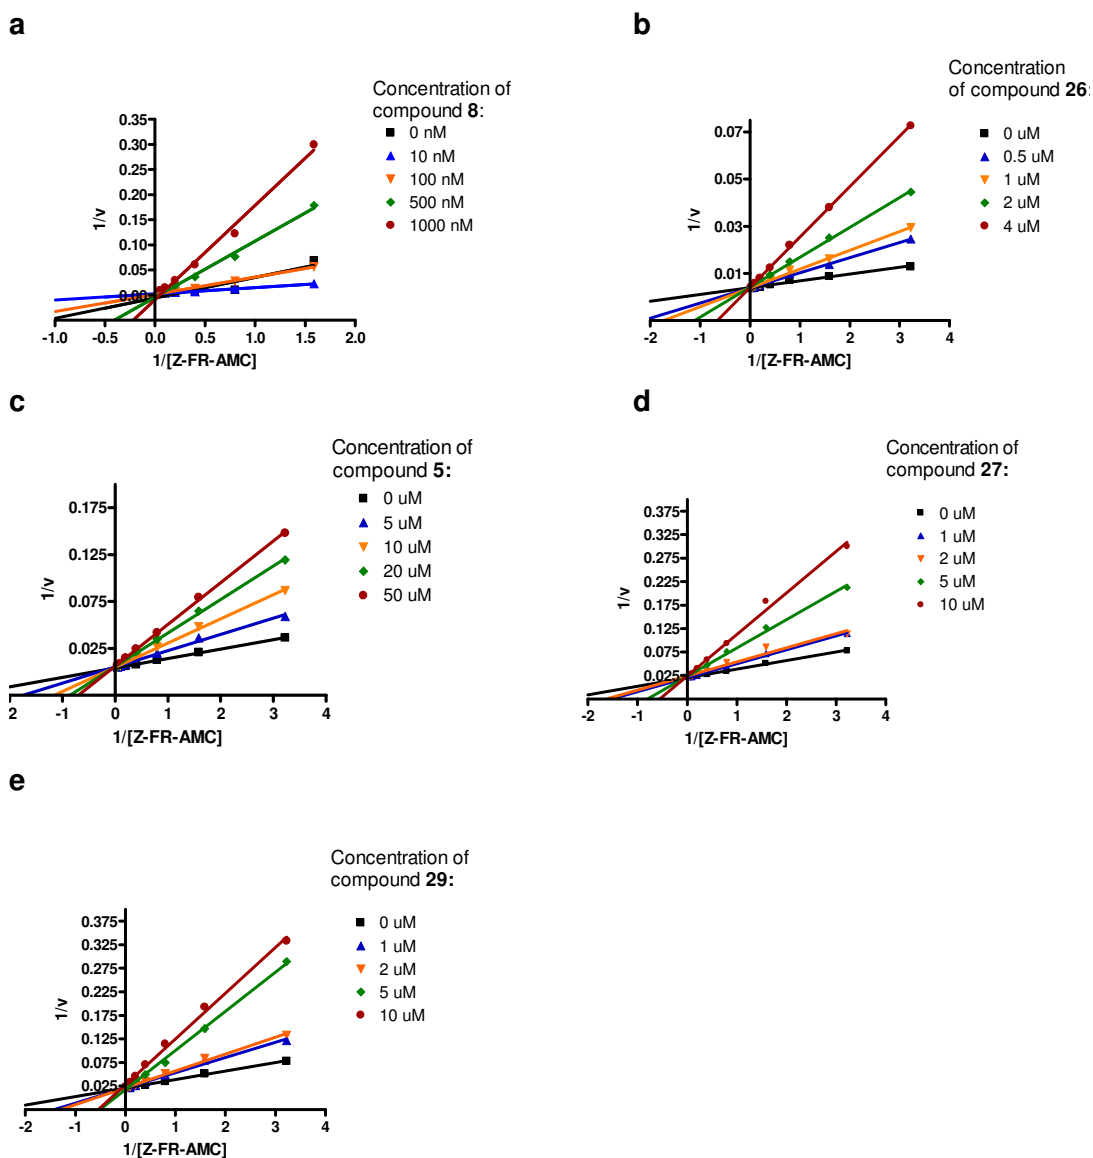 a
Concentration of
compound 8:
0 nM
10 nM
100 nM
500 nM
1000 nM
0.35
0.30
0.25
0.20
0.15
0.10
0.05
0.00
1/v
-1.0 -0.5 0.0 0.5 1.0 1.5 2.0
1/[Z-FR-AMC]
b
Concentration
of compound 26:
0 uM
0.5 uM
1 uM
2 uM
4 uM
0.07
0.05
0.03
0.01
1/v
-2 -1 0 1 2 3 4
1/[Z-FR-AMC]
c
Concentration of
compound 5:
0 uM
5 uM
10 uM
20 uM
50 uM
0.175
0.125
0.075
0.025
1/v
2 -1 0 1 2 3 4
1/[Z-FR-AMC]
d
Concentration of
compound 27:
0 uM
1 uM
2 uM
5 uM
10 uM
0.375
0.325
0.275
0.225
0.175
0.125
0.075
0.025
1/v
-2 -1 0 1 2 3 4
1/[Z-FR-AMC]
e
Concentration of
compound 29:
0 uM
1 uM
2 uM
5 uM
10 uM
0.375
0.325
0.275
0.225
0.175
0.125
0.075
0.025
1/v
-2 -1 0 1 2 3 4
1/[Z-FR-AMC]